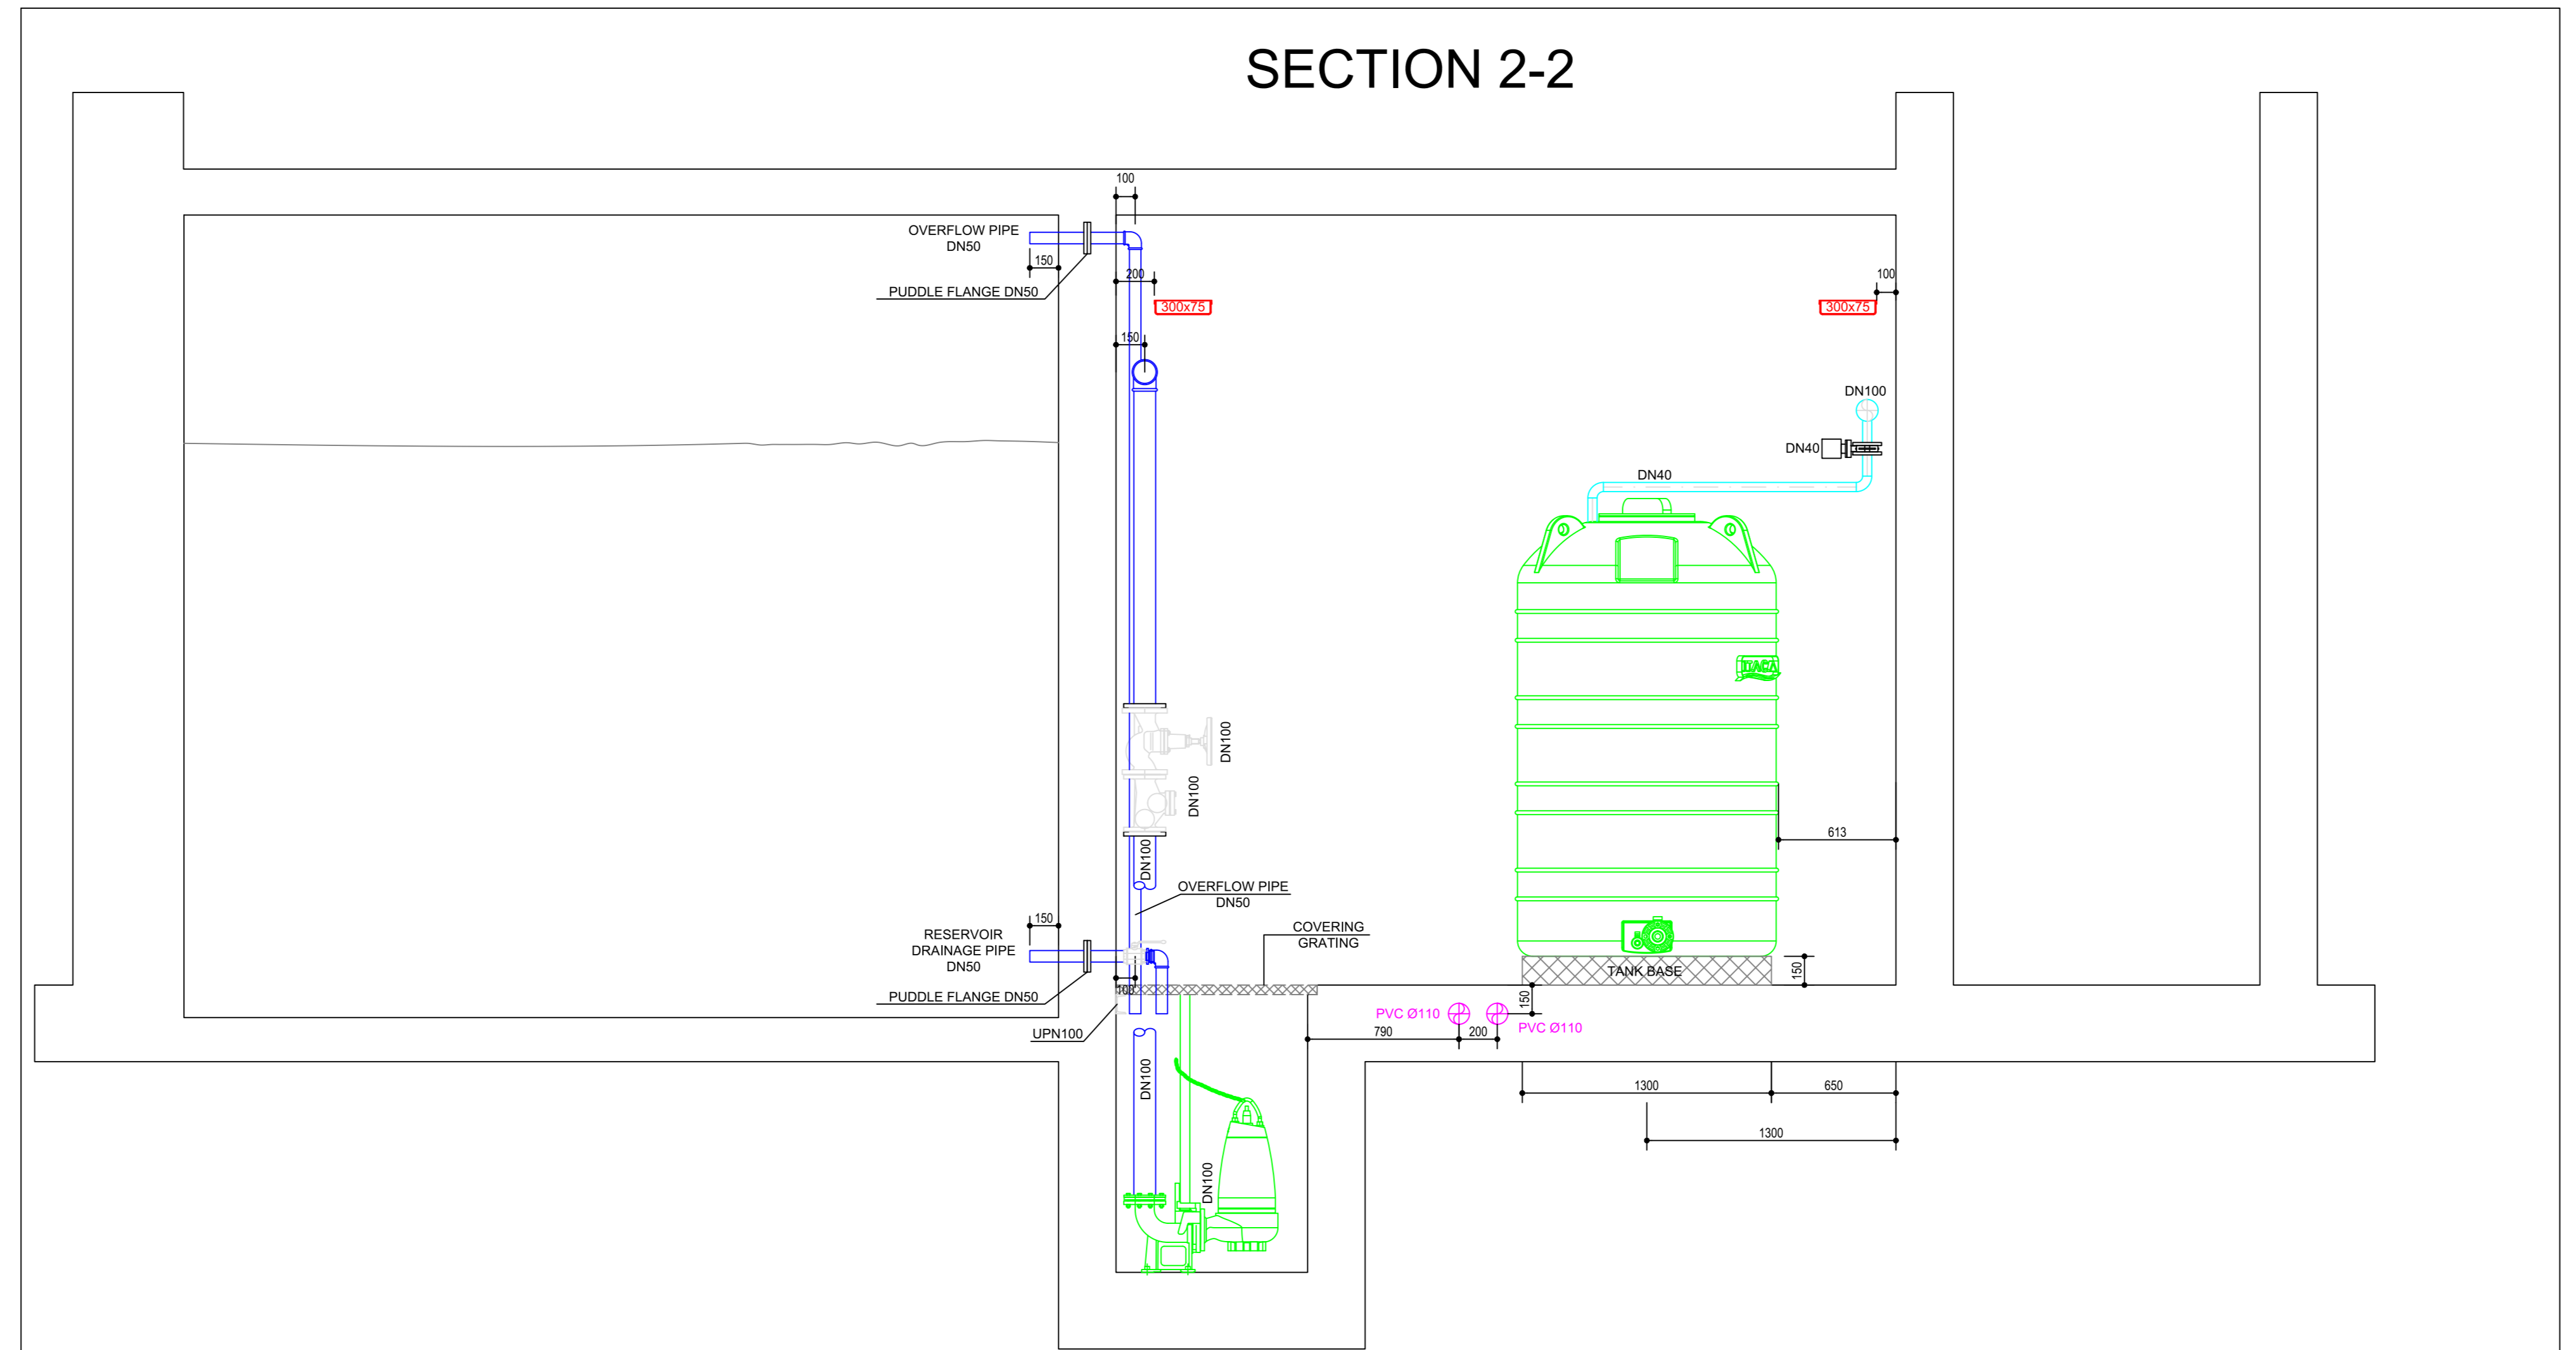 SECTION 2-2
100
OVERFLOW PIPE
DN50
150
PUDDLE FLANGE DN50
200
300x75
100
300x75
150
DN100
DN40
DN40
DN100
DN100
613
DN100
OVERFLOW PIPE
DN50
150
RESERVOIR
DRAINAGE PIPE
DN50
COVERING
GRATING
TANK BASE
150
PUDDLE FLANGE DN50
150
UPN100
PVC Ø110
PVC Ø110
790
200
DN100
1300
650
1300
DN100